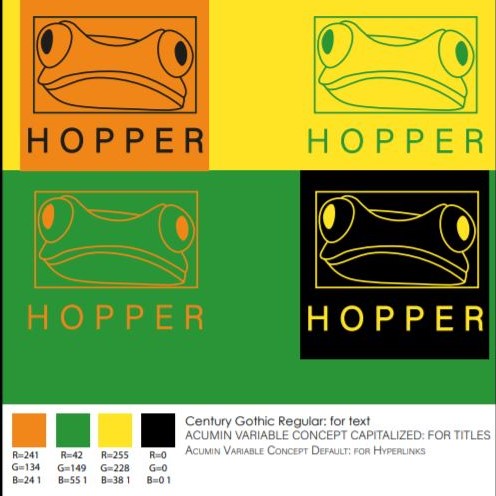 HOPPER
HOPPER
HOPPER
HOPPER
R=241
G=134
B=24 1
R=42
G=149
B=55 1
R=255
G=228
B=38 1
R=0
G=0
B=0 1
Century Gothic Regular: for text
ACUMIN VARIABLE CONCEPT CAPITALIZED: FOR TITLES
Acumin Variable Concept Default: for Hyperlinks